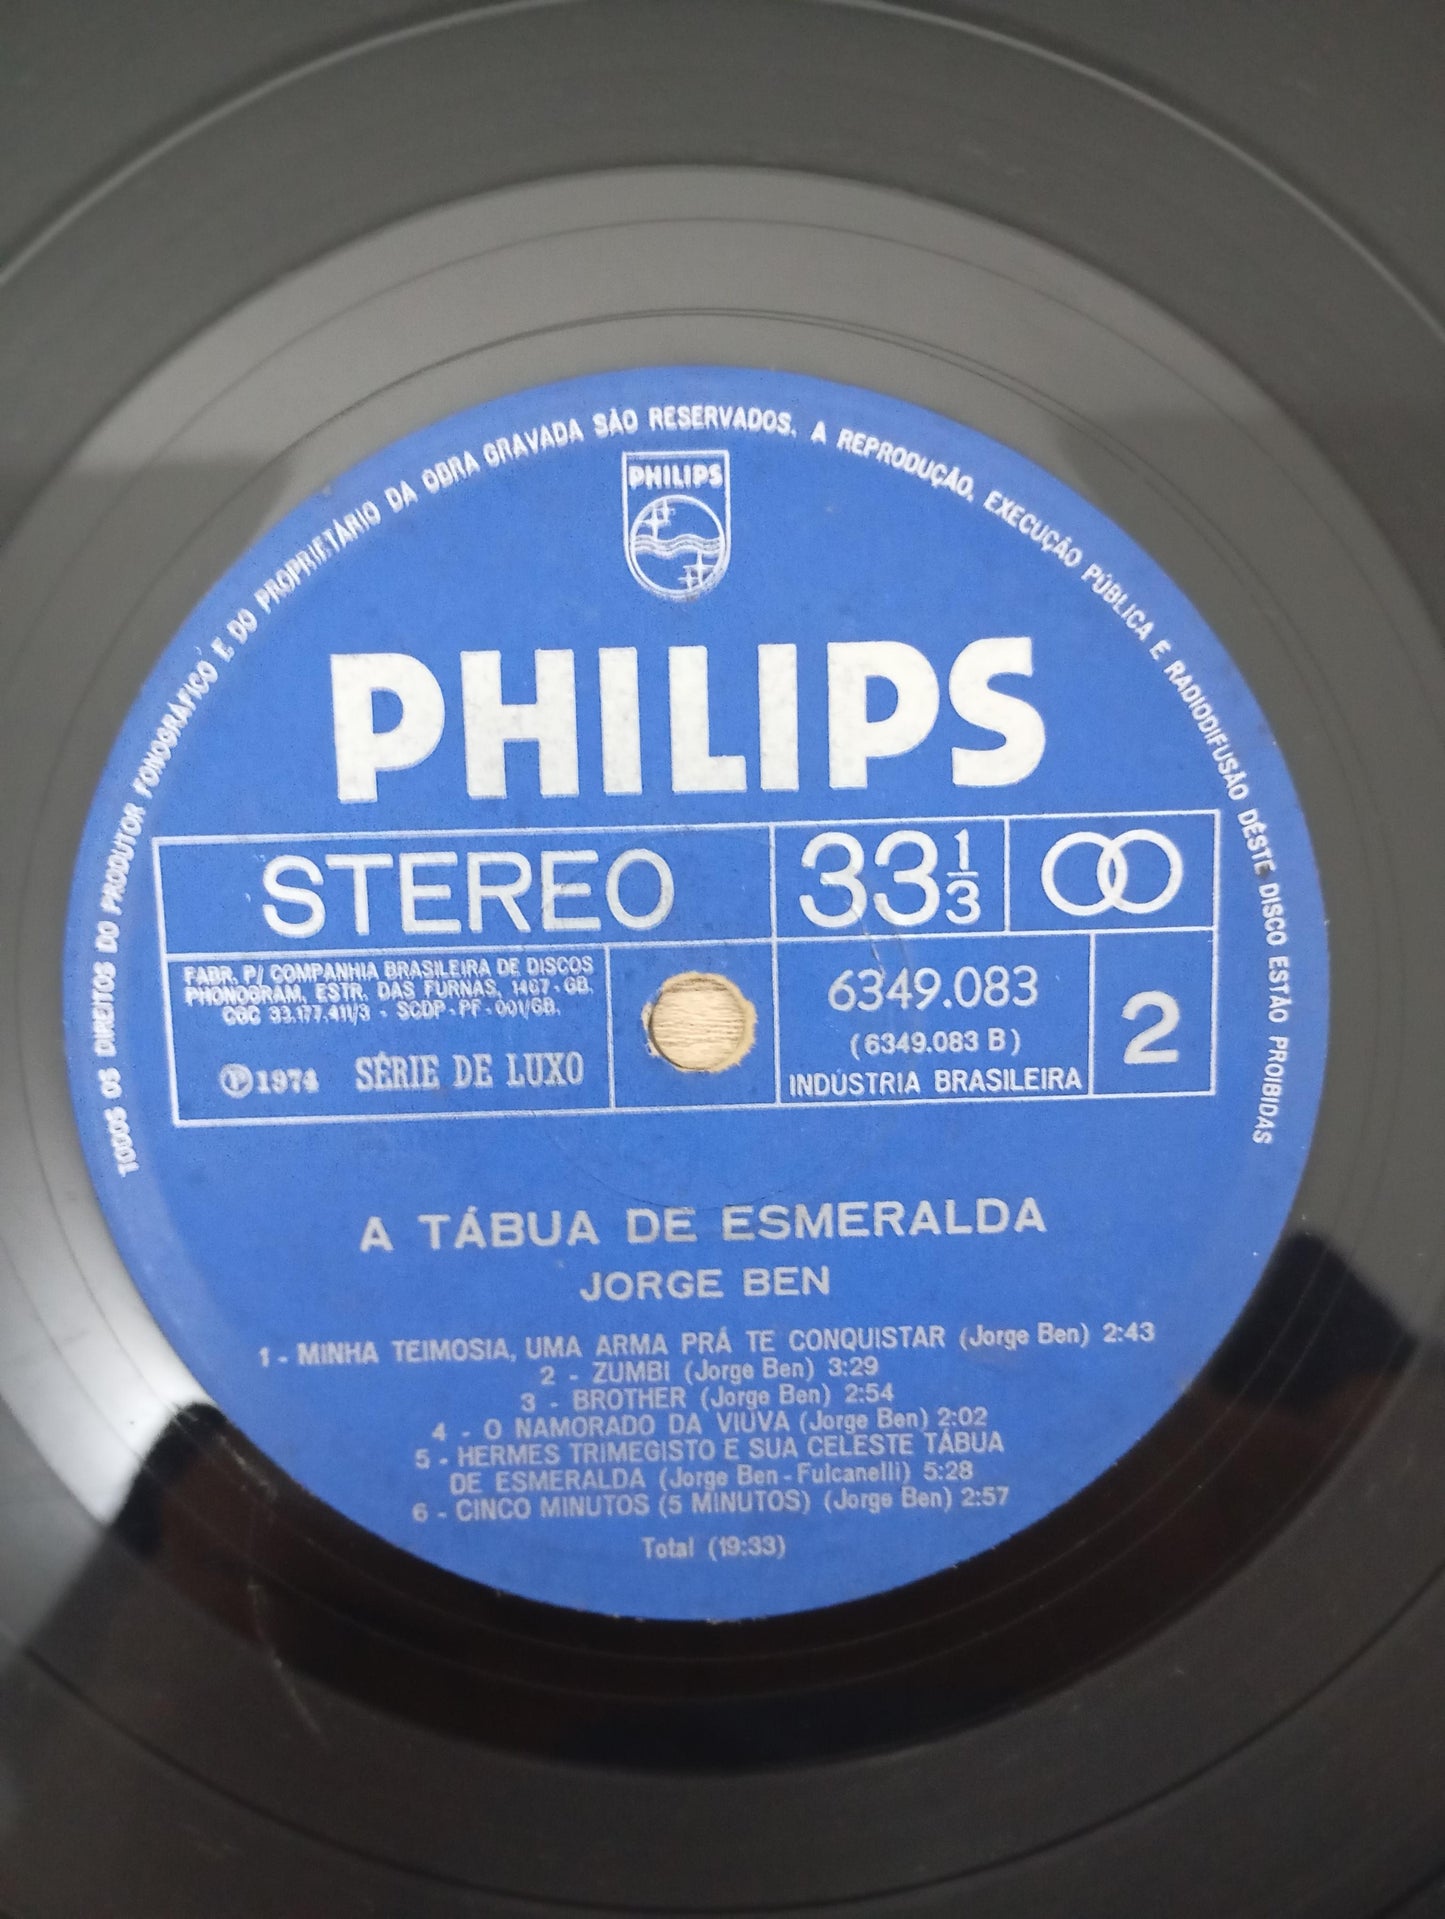 TODOS OS DIREITOS DO PRODUTOR FONOGRÁFICO E DO PROPRIETÁRIO DA OBRA GRAVADA SÃO RESERVADOS. A REPRODUÇÃO, EXECUÇÃO PÚBLICA E RADIODIFUSÃO DÊSTE DISCO ESTÃO PROIBIDAS
PHILIPS
PHILIPS
STEREO 33 1/3
FABR. P/ COMPANHIA BRASILEIRA DE DISCOS
PHONOGRAM, ESTR. DAS FURNAS, 1467-GB.
CGC 33.177.411/3 - SCDP-PF-001/GB.
Ⓟ 1974 SÉRIE DE LUXO
6349.083
(6349.083 B)
INDÚSTRIA BRASILEIRA
2
A TÁBUA DE ESMERALDA
JORGE BEN
1 - MINHA TEIMOSIA, UMA ARMA PRÁ TE CONQUISTAR (Jorge Ben) 2:43
2 - ZUMBI (Jorge Ben) 3:29
3 - BROTHER (Jorge Ben) 2:54
4 - O NAMORADO DA VIÚVA (Jorge Ben) 2:02
5 - HERMES TRIMEGISTO E SUA CELESTE TÁBUA
DE ESMERALDA (Jorge Ben - Fulcanelli) 5:28
6 - CINCO MINUTOS (5 MINUTOS) (Jorge Ben) 2:57
Total (19:33)